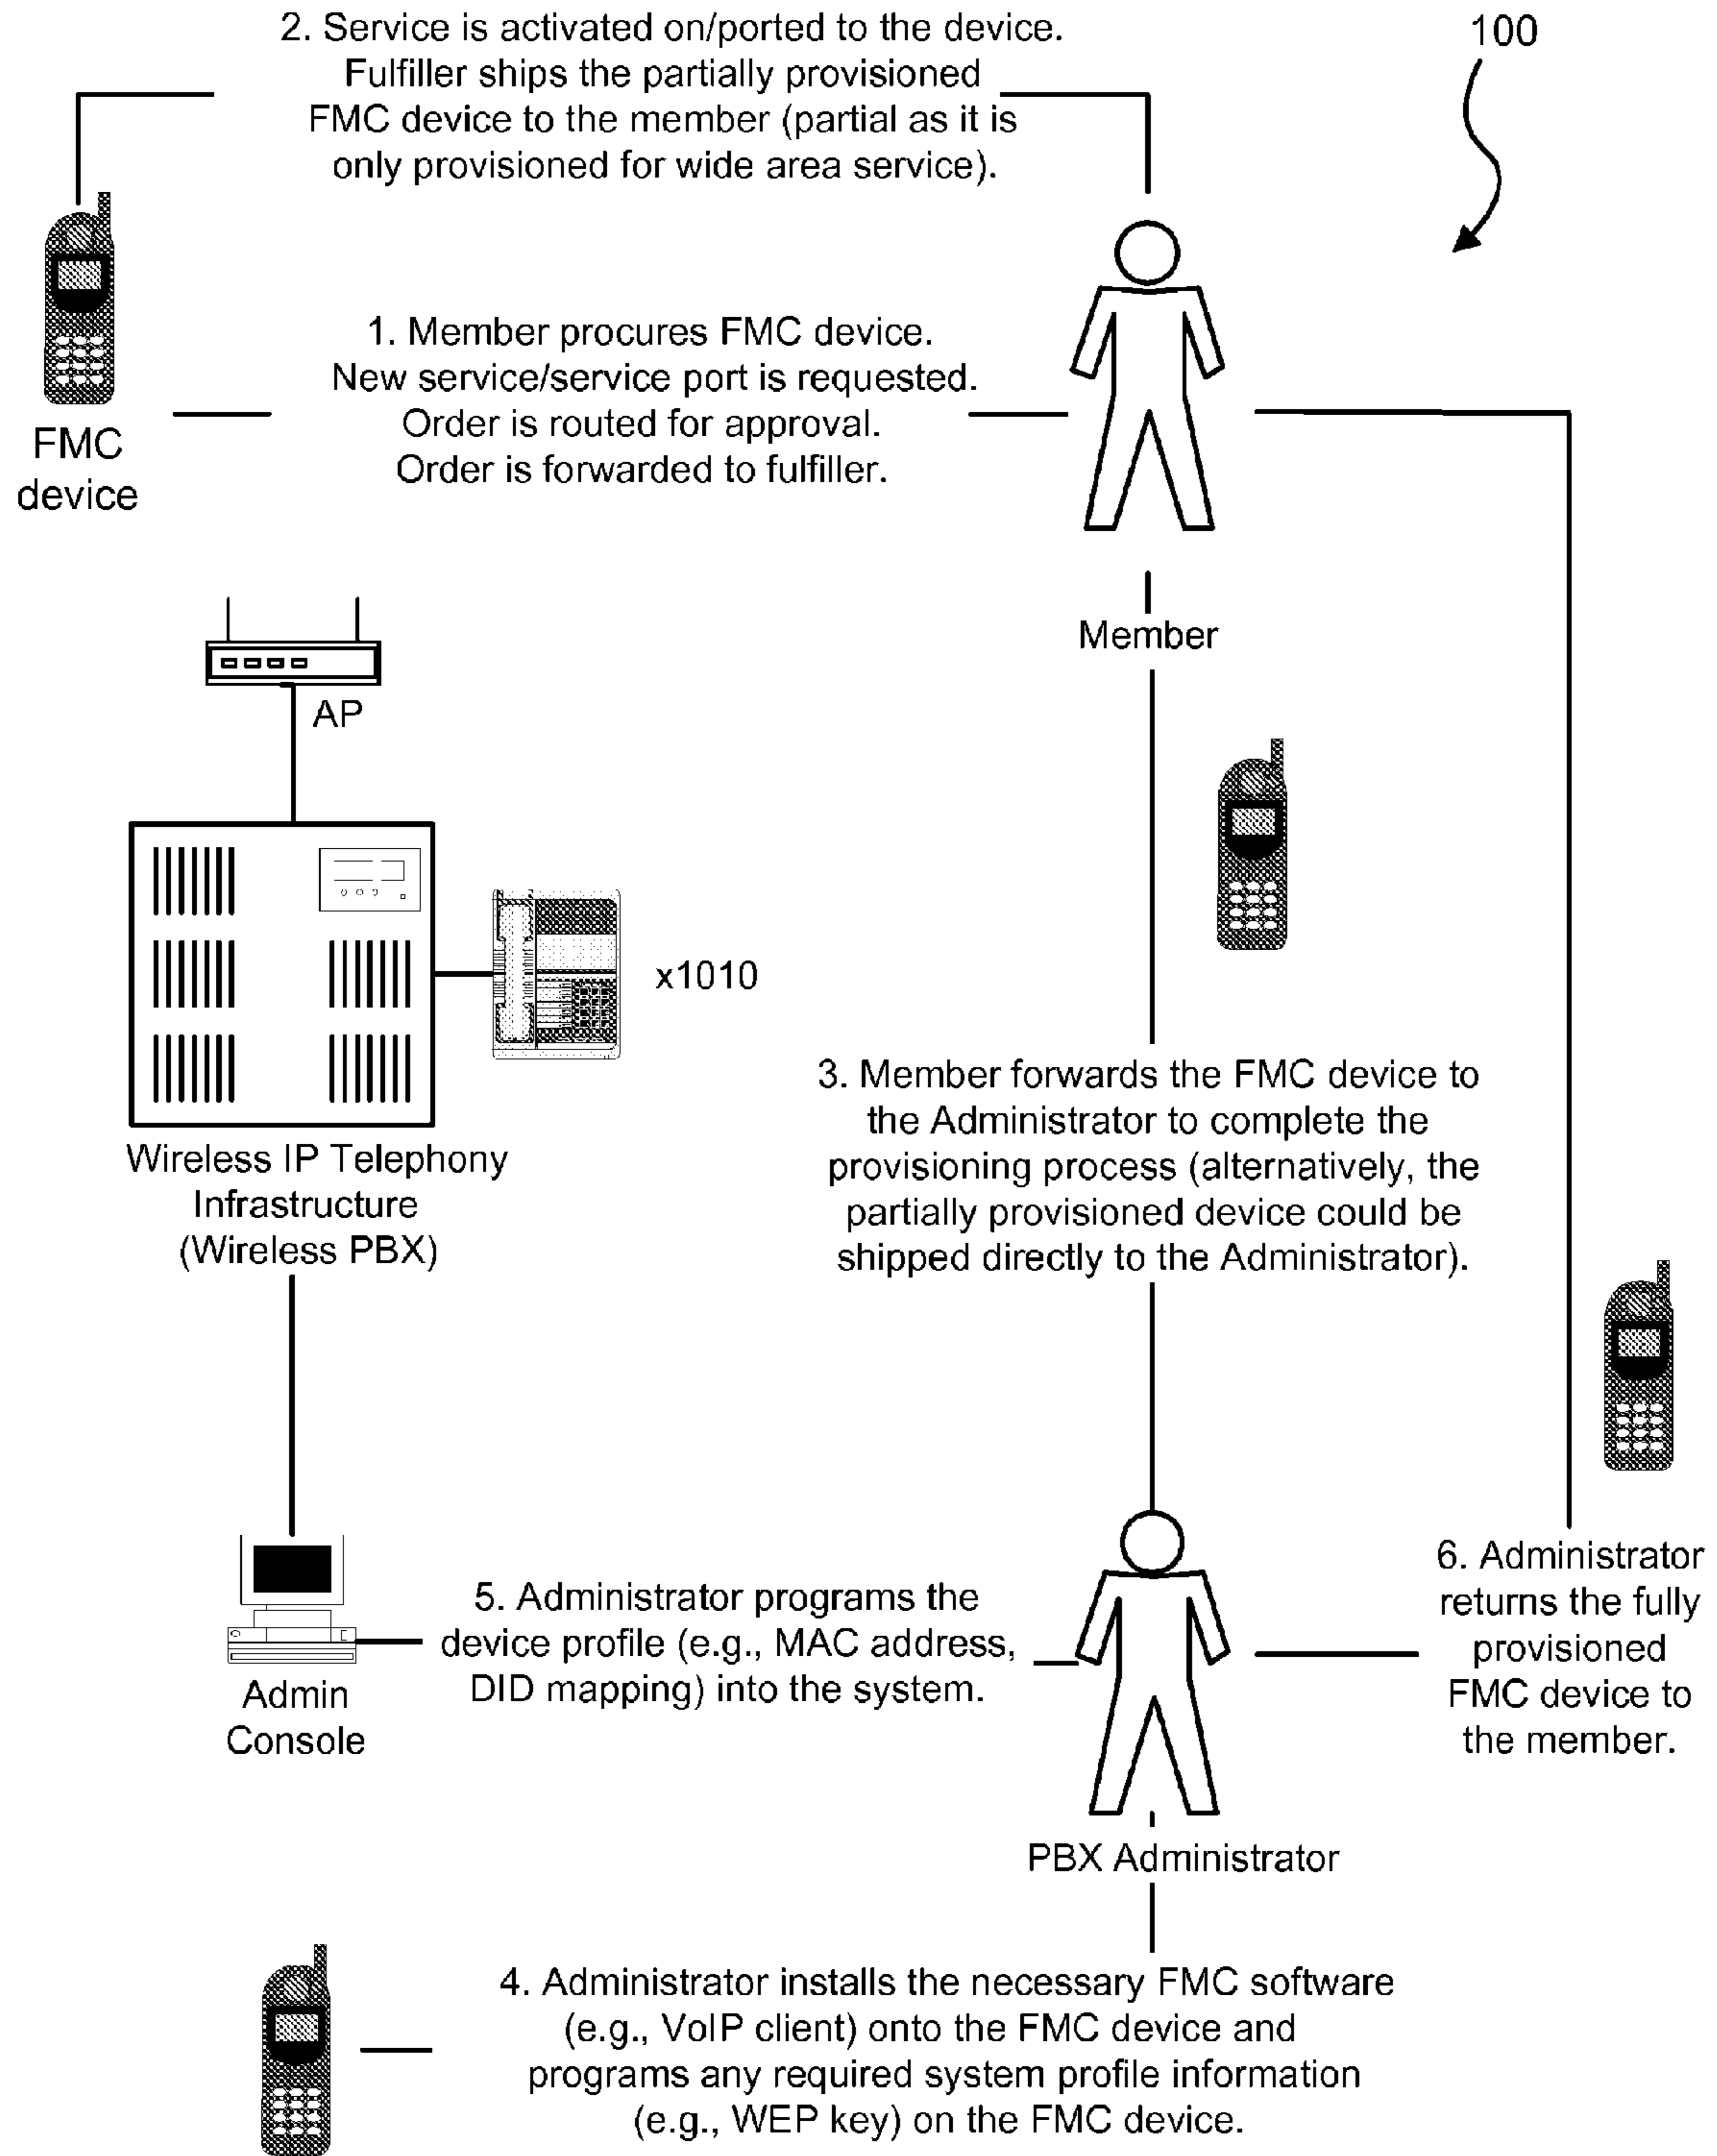 2. Service is activated on/ported to the device.
Fulfiller ships the partially provisioned
FMC device to the member (partial as it is
only provisioned for wide area service).
100
1. Member procures FMC device.
New service/service port is requested.
Order is routed for approval.
Order is forwarded to fulfiller.
FMC
device
Member
AP
x1010
Wireless IP Telephony
Infrastructure
(Wireless PBX)
3. Member forwards the FMC device to
the Administrator to complete the
provisioning process (alternatively, the
partially provisioned device could be
shipped directly to the Administrator).
5. Administrator programs the
device profile (e.g., MAC address,
DID mapping) into the system.
Admin
Console
6. Administrator
returns the fully
provisioned
FMC device to
the member.
PBX Administrator
4. Administrator installs the necessary FMC software
(e.g., VoIP client) onto the FMC device and
programs any required system profile information
(e.g., WEP key) on the FMC device.